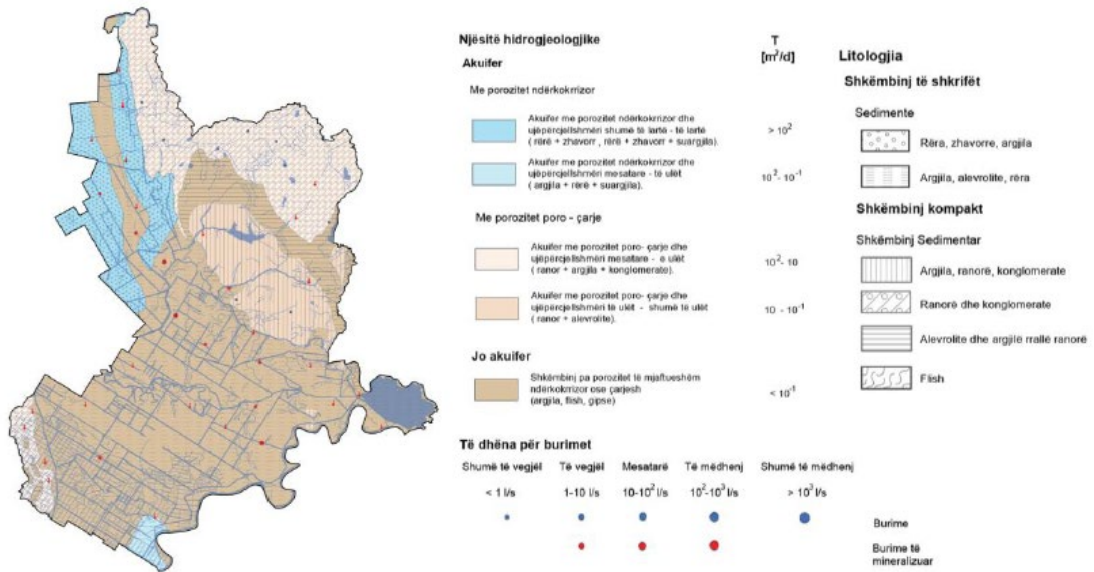 Njësitë hidrogjeologjike
T
[m²/d]
Akuifer
Me porozitet ndërkokrrizor
Akuifer me porozitet ndërkokrrizor dhe
ujëpërcjellshmëri shumë të lartë - të lartë
( rërë + zhavorr , rërë + zhavorr + suargjila).
> 10²
Akuifer me porozitet ndërkokrrizor dhe
ujëpërcjellshmëri mesatare - të ulët
( argjila + rërë + suargjila).
10²- 10⁻¹
Me porozitet poro - çarje
Akuifer me porozitet poro- çarje dhe
ujëpërcjellshmëri mesatare - e ulët
( ranor + argjila + konglomerate).
10²- 10
Akuifer me porozitet poro- çarje dhe
ujëpërcjellshmëri të ulët - shumë të ulët
( ranor + alevrolite).
10 - 10⁻¹
Jo akuifer
Shkëmbinj pa porozitet të mjaftueshëm
ndërkokrrizor ose çarjesh
(argjila, flish, gipse)
< 10⁻¹
Litologjia
Shkëmbinj të shkrifët
Sedimente
Rëra, zhavorre, argjila
Argjila, alevrolite, rëra
Shkëmbinj kompakt
Shkëmbinj Sedimentar
Argjila, ranorë, konglomerate
Ranorë dhe konglomerate
Alevrolite dhe argjilë rrallë ranorë
Flish
Të dhëna për burimet
Shumë të vegjël Të vegjël Mesatarë Të mëdhenj Shumë të mëdhenj
< 1 l/s 1-10 l/s 10-10² l/s 10²-10³ l/s > 10³ l/s
Burime
Burime të
mineralizuar